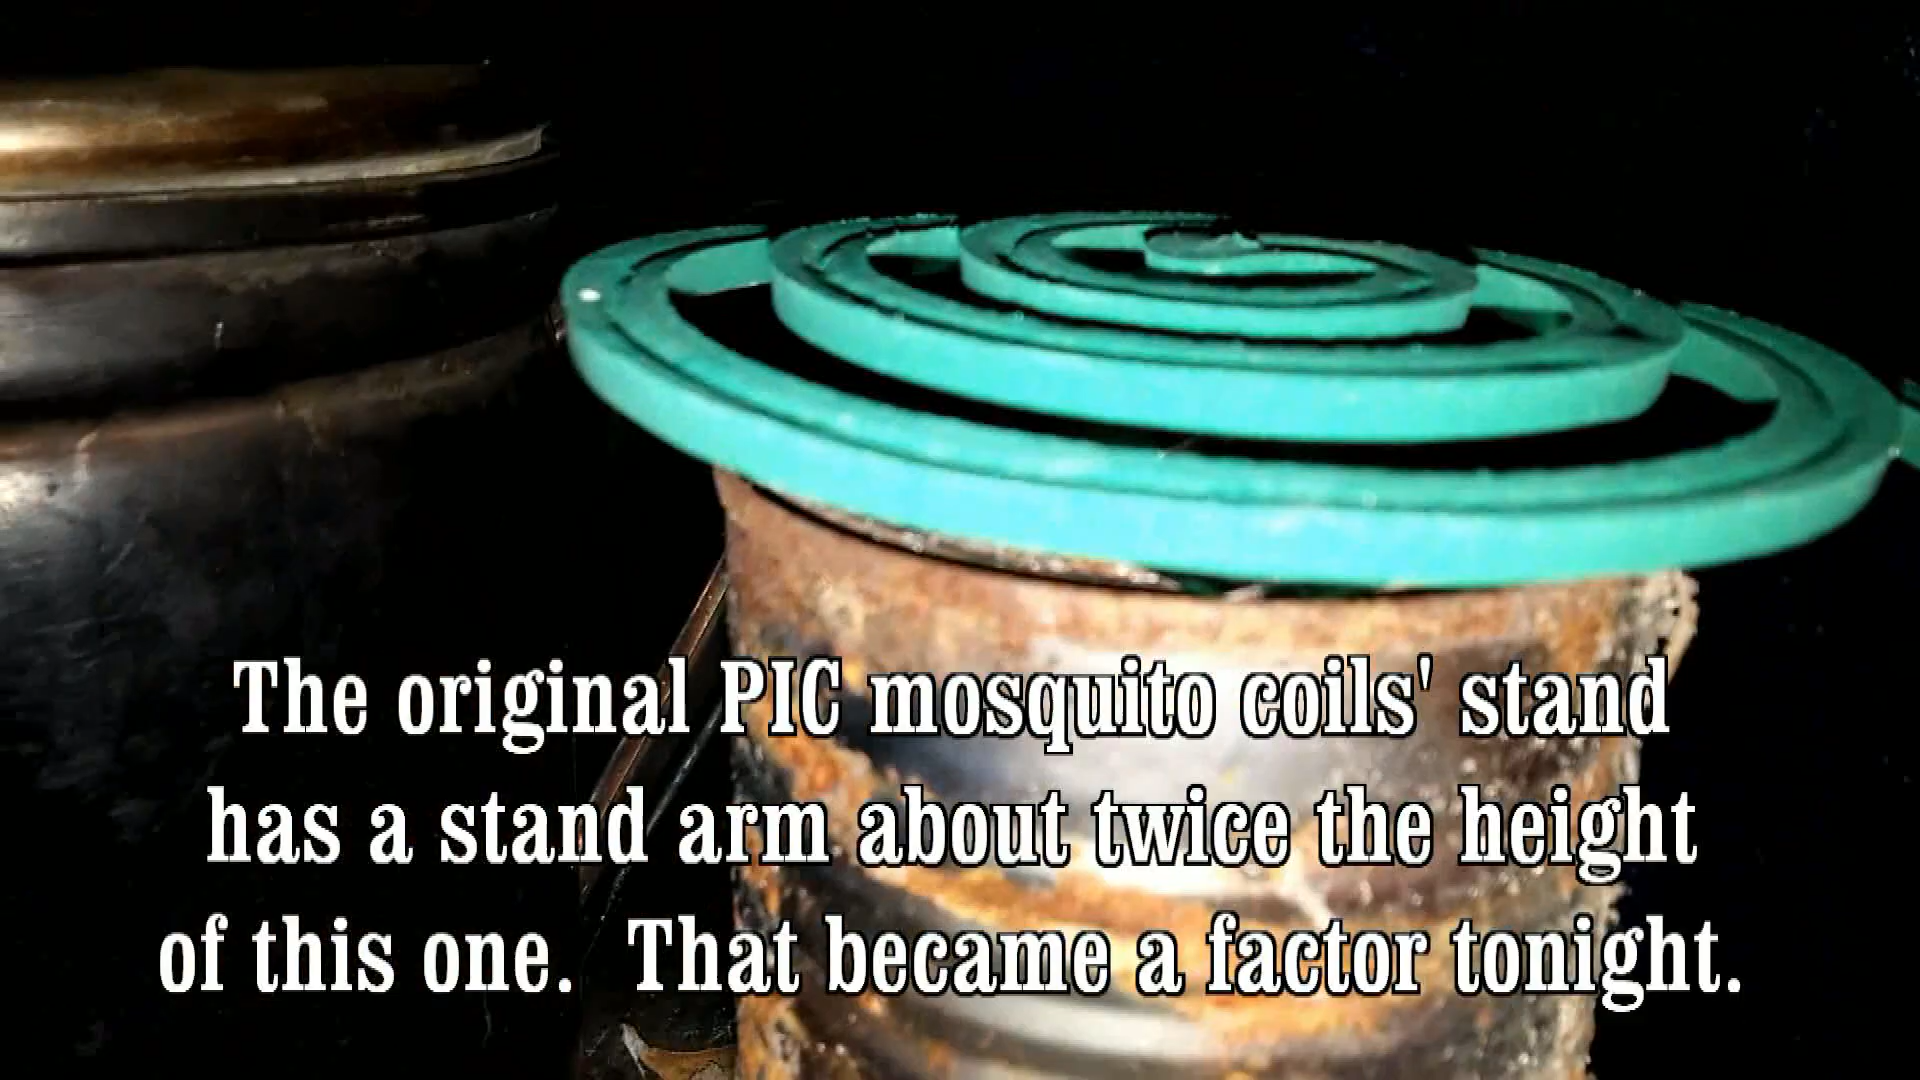 The original PIC mosquito coils' stand
has a stand arm about twice the height
of this one.  That became a factor tonight.